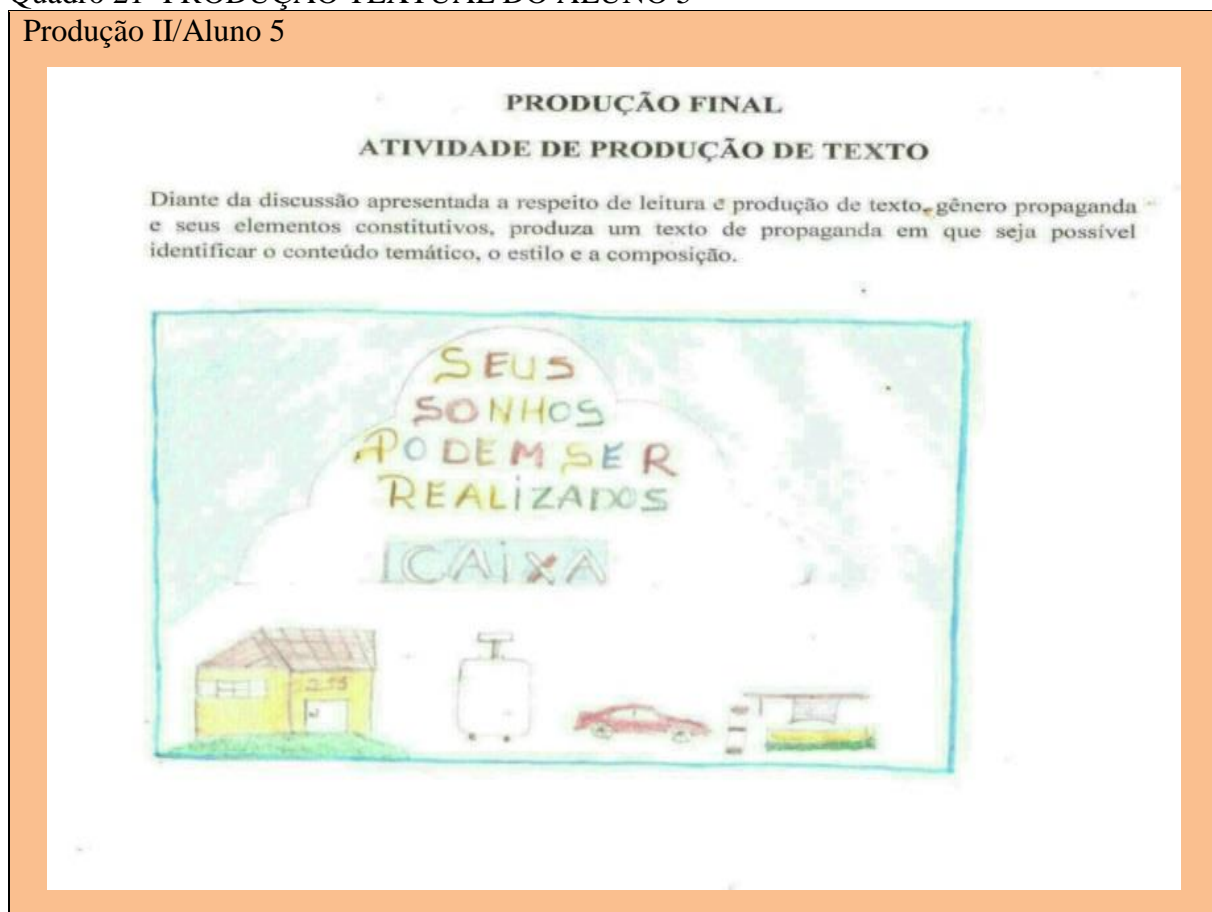 Quadro 21- PRODUÇÃO TEXTUAL DO ALUNO 5
Produção II/Aluno 5
PRODUÇÃO FINAL
ATIVIDADE DE PRODUÇÃO DE TEXTO
Diante da discussão apresentada a respeito de leitura e produção de texto, gênero propaganda
e seus elementos constitutivos, produza um texto de propaganda em que seja possível
identificar o conteúdo temático, o estilo e a composição.
SEUS
SONHOS
PODEM SER
REALIZADOS
CAIXA